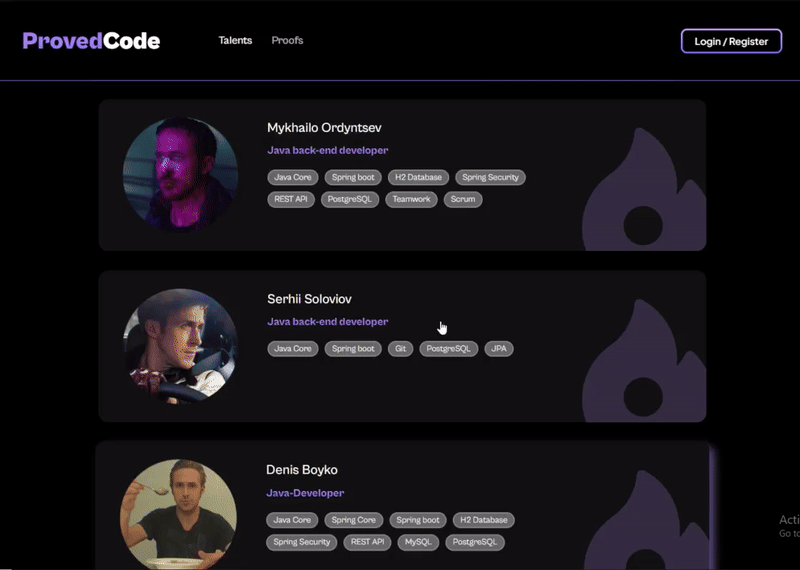 ProvedCode Talents Proofs Login / Register
Mykhailo Ordyntsev
Java back-end developer
Java Core Spring boot H2 Database Spring Security
REST API PostgreSQL Teamwork Scrum
Serhii Soloviov
Java back-end developer
Java Core Spring boot Git PostgreSQL JPA
Denis Boyko
Java-Developer
Java Core Spring Core Spring boot H2 Database
Spring Security REST API MySQL PostgreSQL
Acti
Go to